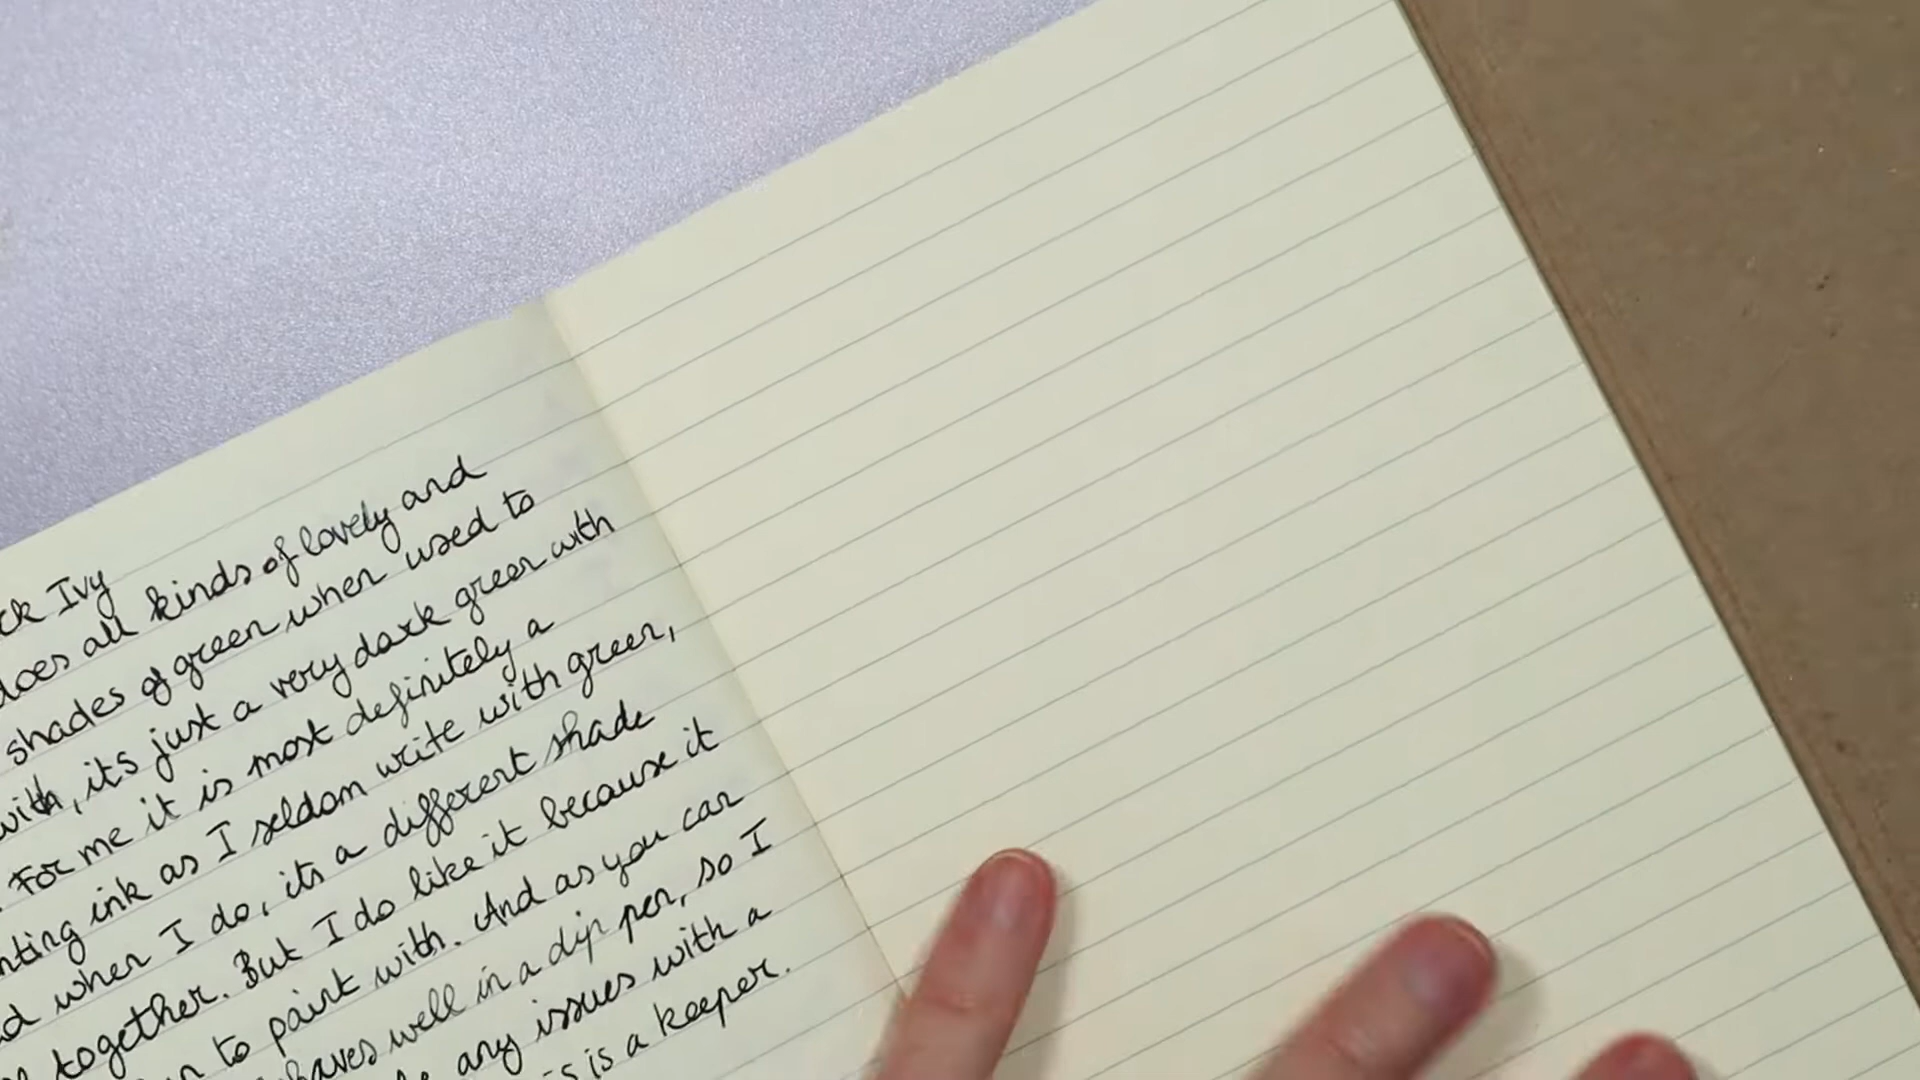 ck Ivy
does all kinds of lovely and
shades of green when used to
with, its just a very dark green with
For me it is most definitely a
nting ink as I seldom write with green,
d when I do, its a different shade
together. But I do like it because it
to paint with. And as you can
haves well in a dip pen, so I
any issues with a
is a keeper.